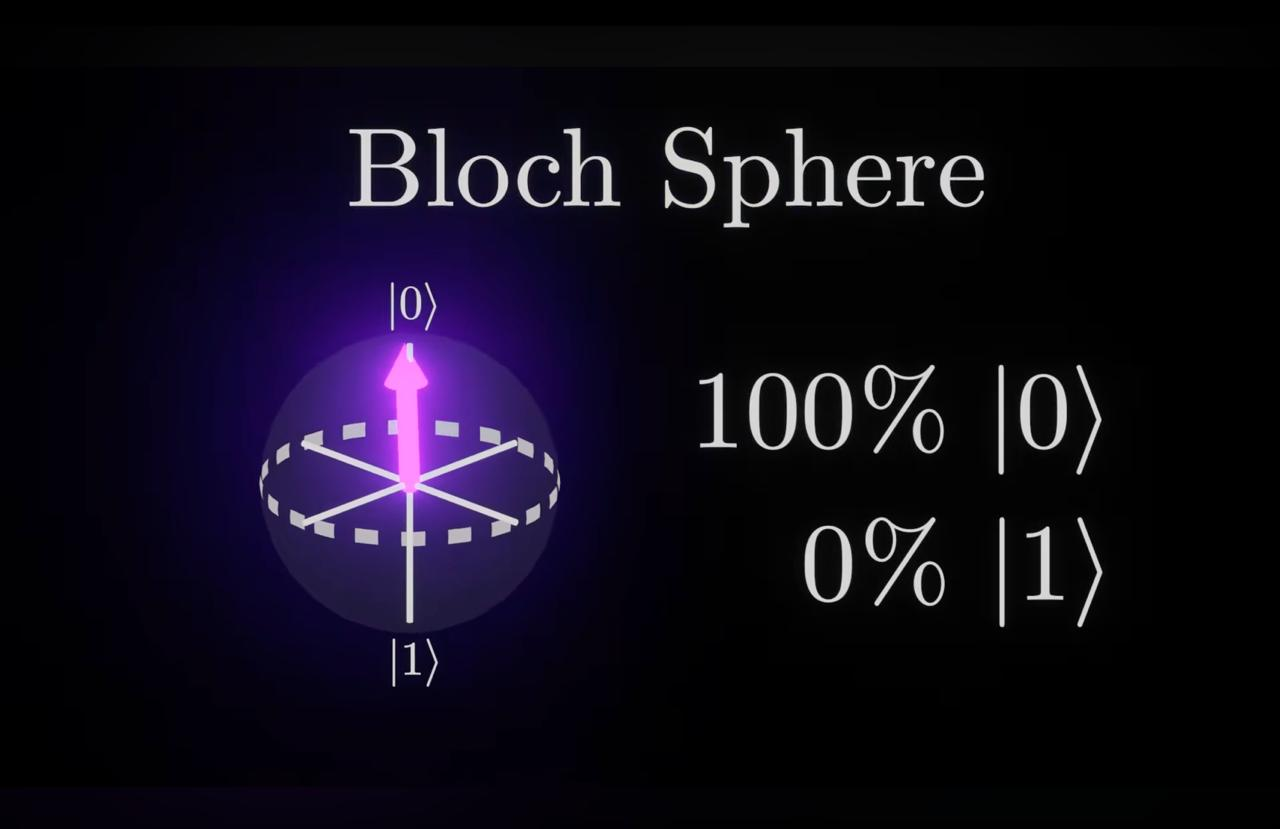 Bloch Sphere
|0⟩
100% |0⟩
0% |1⟩
|1⟩